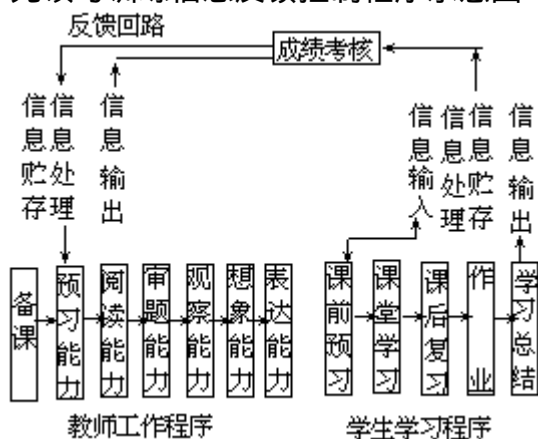 反馈回路
成绩考核
信息贮存
信息处理
信息输出
信息输入
信息处理
信息贮存
信息输出
备课
预习能力
阅读能力
审题能力
观察能力
想象能力
表达能力
课前预习
课堂学习
课后复习
作业
学习总结
教师工作程序
学生学习程序